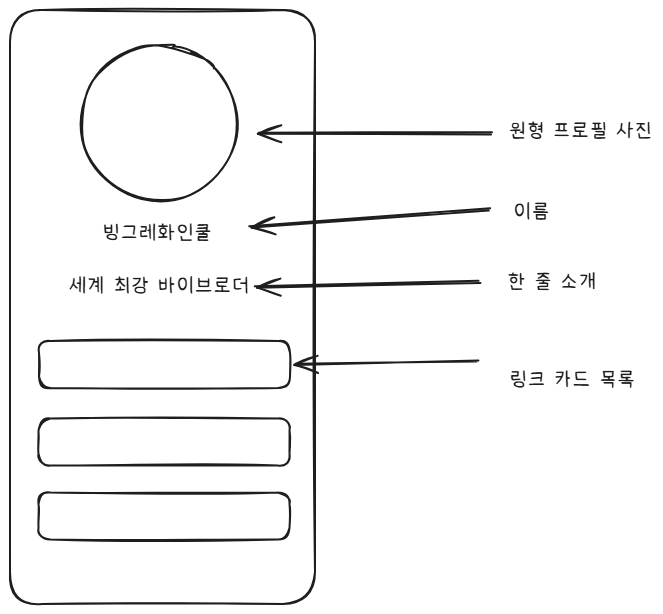 원형 프로필 사진
이름
빙그레화인쿨
세계 최강 바이브로더
한 줄 소개
링크 카드 목록